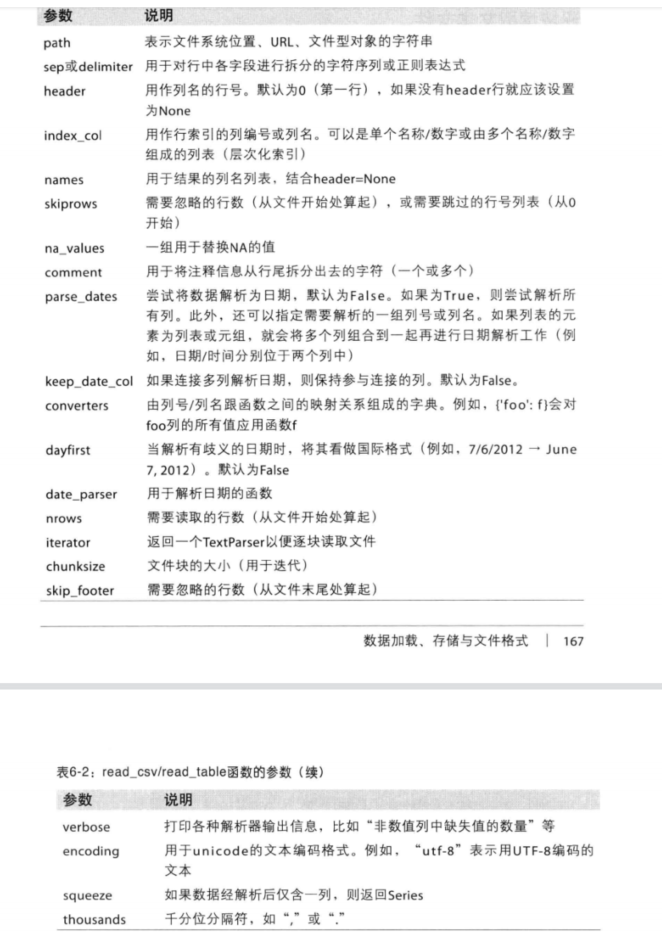 参数 说明
path 表示文件系统位置、URL、文件型对象的字符串
sep或delimiter 用于对行中各字段进行拆分的字符序列或正则表达式
header 用作列名的行号。默认为0（第一行），如果没有header行就应该设置
为None
index_col 用作行索引的列编号或列名。可以是单个名称/数字或由多个名称/数字
组成的列表（层次化索引）
names 用于结果的列名列表，结合header=None
skiprows 需要忽略的行数（从文件开始处算起），或需要跳过的行号列表（从0
开始）
na_values 一组用于替换NA的值
comment 用于将注释信息从行尾拆分出去的字符（一个或多个）
parse_dates 尝试将数据解析为日期，默认为False。如果为True，则尝试解析所
有列。此外，还可以指定需要解析的一组列号或列名。如果列表的元
素为列表或元组，就会将多个列组合到一起再进行日期解析工作（例
如，日期/时间分别位于两个列中）
keep_date_col 如果连接多列解析日期，则保持参与连接的列。默认为False。
converters 由列号/列名跟函数之间的映射关系组成的字典。例如，{'foo': f}会对
foo列的所有值应用函数f
dayfirst 当解析有歧义的日期时，将其看做国际格式（例如，7/6/2012 → June
7, 2012）。默认为False
date_parser 用于解析日期的函数
nrows 需要读取的行数（从文件开始处算起）
iterator 返回一个TextParser以便逐块读取文件
chunksize 文件块的大小（用于迭代）
skip_footer 需要忽略的行数（从文件末尾处算起）
数据加载、存储与文件格式 | 167
表6-2：read_csv/read_table函数的参数（续）
参数 说明
verbose 打印各种解析器输出信息，比如“非数值列中缺失值的数量”等
encoding 用于unicode的文本编码格式。例如，“utf-8”表示用UTF-8编码的
文本
squeeze 如果数据经解析后仅含一列，则返回Series
thousands 千分位分隔符，如“,”或“.”